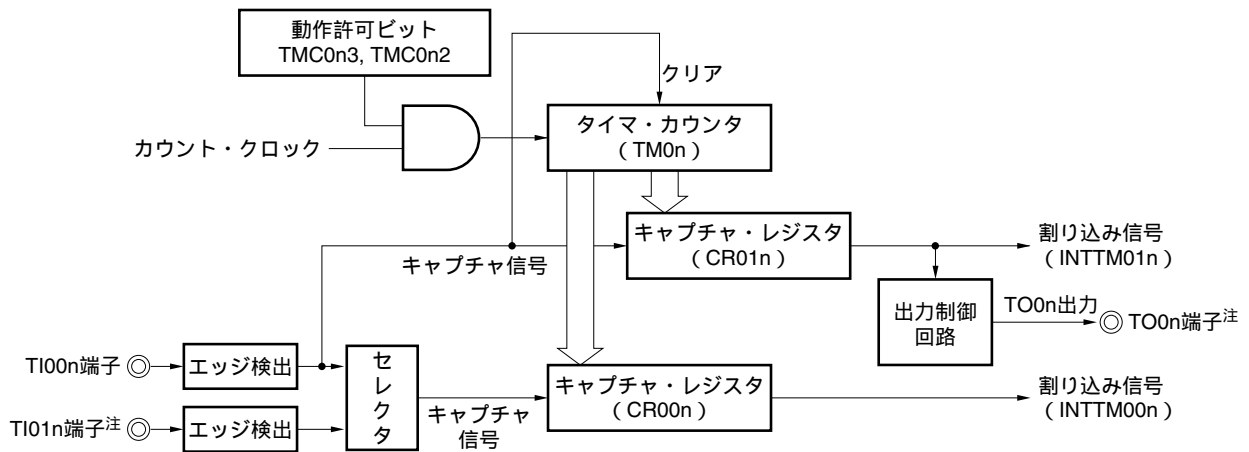 動作許可ビット
TMC0n3, TMC0n2
クリア
カウント・クロック
タイマ・カウンタ
（TM0n）
キャプチャ・レジスタ
（CR01n）
キャプチャ信号
割り込み信号
（INTTM01n）
出力制御
回路
TO0n出力
TO0n端子注
TI00n端子
エッジ検出
セレクタ
キャプチャ・レジスタ
（CR00n）
割り込み信号
（INTTM00n）
キャプチャ
信号
TI01n端子注
エッジ検出